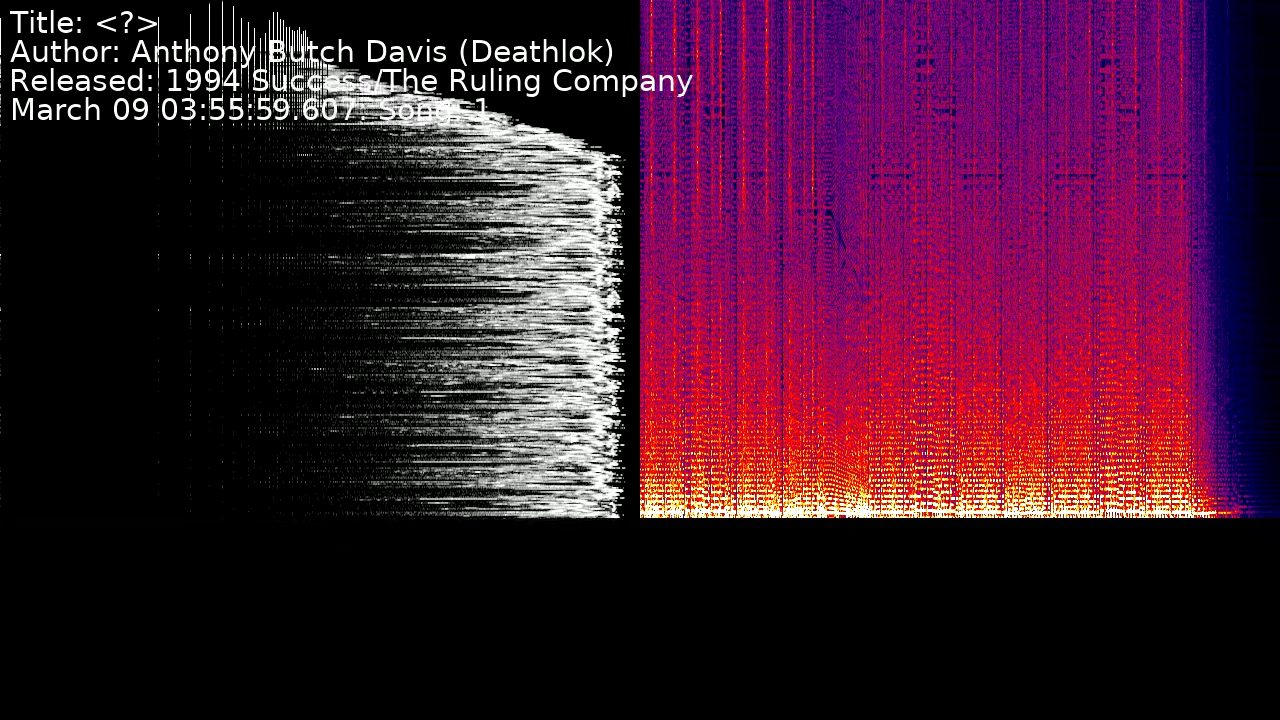 Title: <?>
Author: Anthony Butch Davis (Deathlok)
Released: 1994 Success/The Ruling Company
March 09 03:55:59.607: Song 1